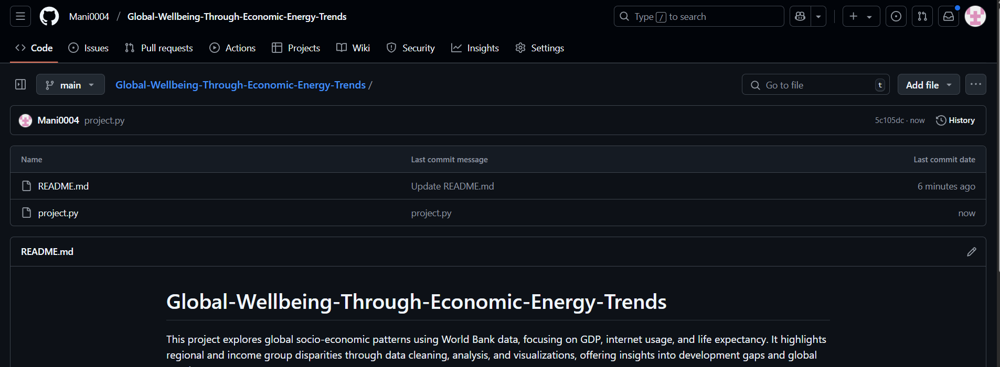 Mani0004 / Global-Wellbeing-Through-Economic-Energy-Trends Type / to search
Code Issues Pull requests Actions Projects Wiki Security Insights Settings
main Global-Wellbeing-Through-Economic-Energy-Trends / Go to file t Add file
Mani0004 project.py 5c105dc · now History
Name Last commit message Last commit date
README.md Update README.md 6 minutes ago
project.py project.py now
README.md
Global-Wellbeing-Through-Economic-Energy-Trends
This project explores global socio-economic patterns using World Bank data, focusing on GDP, internet usage, and life expectancy. It highlights
regional and income group disparities through data cleaning, analysis, and visualizations, offering insights into development gaps and global